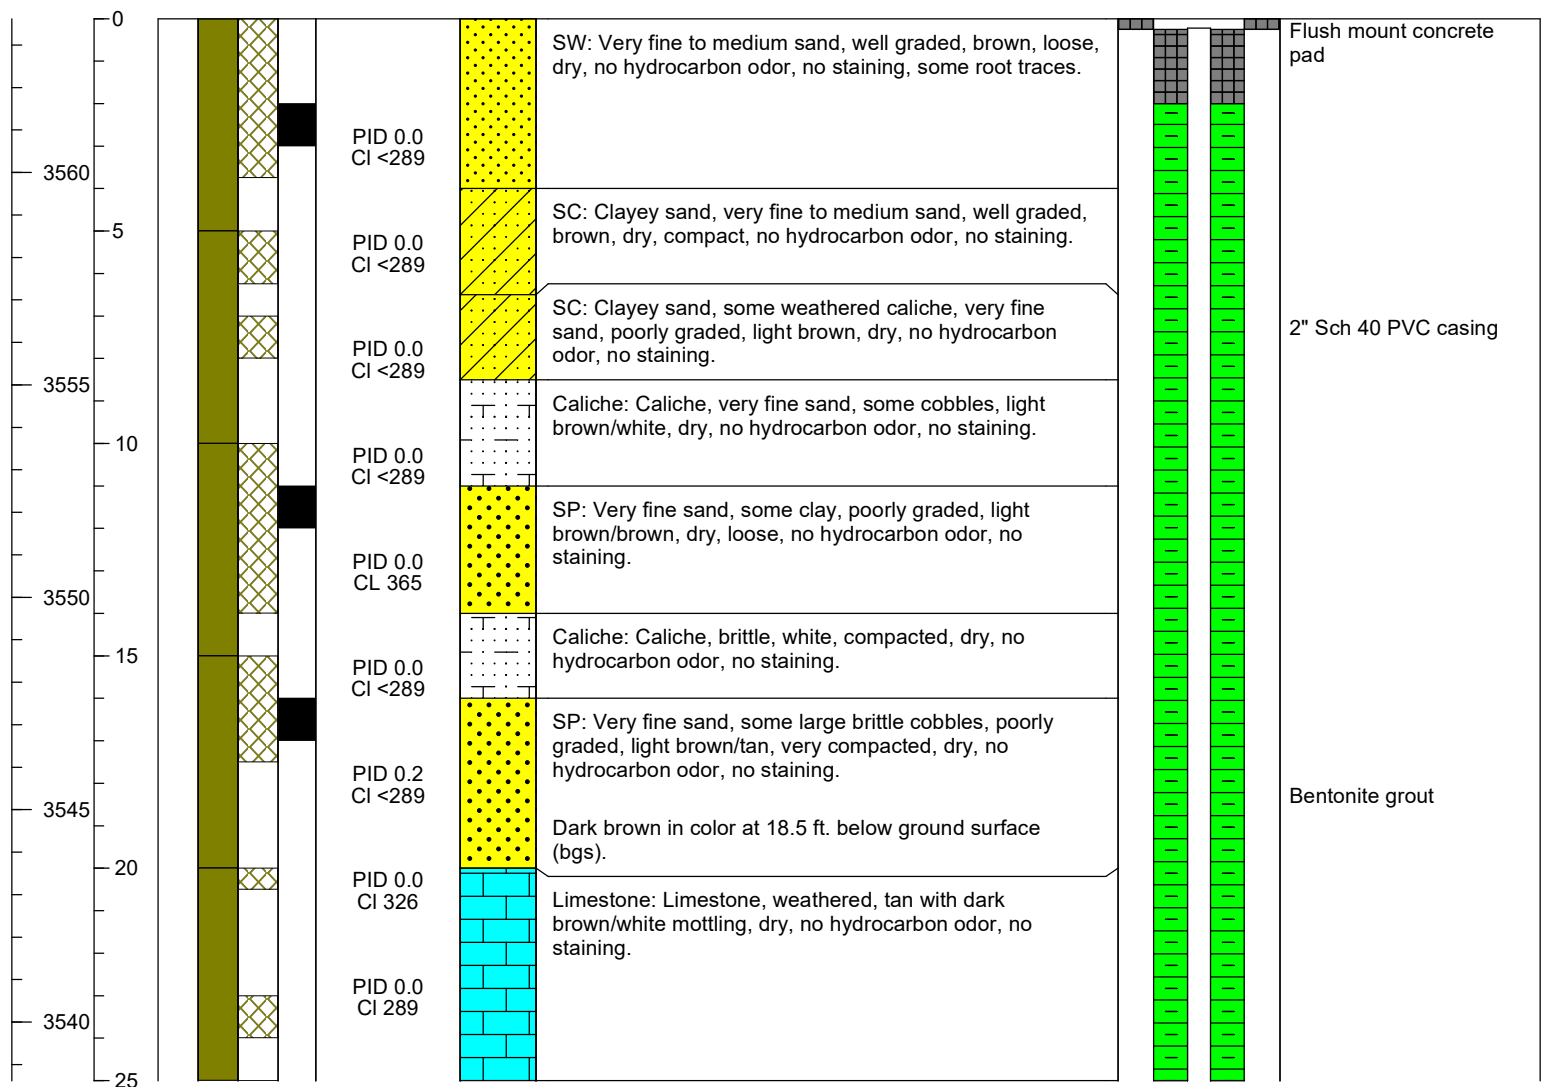 0
SW: Very fine to medium sand, well graded, brown, loose,
dry, no hydrocarbon odor, no staining, some root traces.
Flush mount concrete
pad
PID 0.0
Cl <289
3560
SC: Clayey sand, very fine to medium sand, well graded,
brown, dry, compact, no hydrocarbon odor, no staining.
5
PID 0.0
Cl <289
SC: Clayey sand, some weathered caliche, very fine
sand, poorly graded, light brown, dry, no hydrocarbon
odor, no staining.
2" Sch 40 PVC casing
PID 0.0
Cl <289
3555
Caliche: Caliche, very fine sand, some cobbles, light
brown/white, dry, no hydrocarbon odor, no staining.
10
PID 0.0
Cl <289
SP: Very fine sand, some clay, poorly graded, light
brown/brown, dry, loose, no hydrocarbon odor, no
staining.
PID 0.0
CL 365
3550
Caliche: Caliche, brittle, white, compacted, dry, no
hydrocarbon odor, no staining.
15
PID 0.0
Cl <289
SP: Very fine sand, some large brittle cobbles, poorly
graded, light brown/tan, very compacted, dry, no
hydrocarbon odor, no staining.
PID 0.2
Cl <289
3545
Bentonite grout
Dark brown in color at 18.5 ft. below ground surface
(bgs).
20
PID 0.0
Cl 326
Limestone: Limestone, weathered, tan with dark
brown/white mottling, dry, no hydrocarbon odor, no
staining.
PID 0.0
Cl 289
3540
25